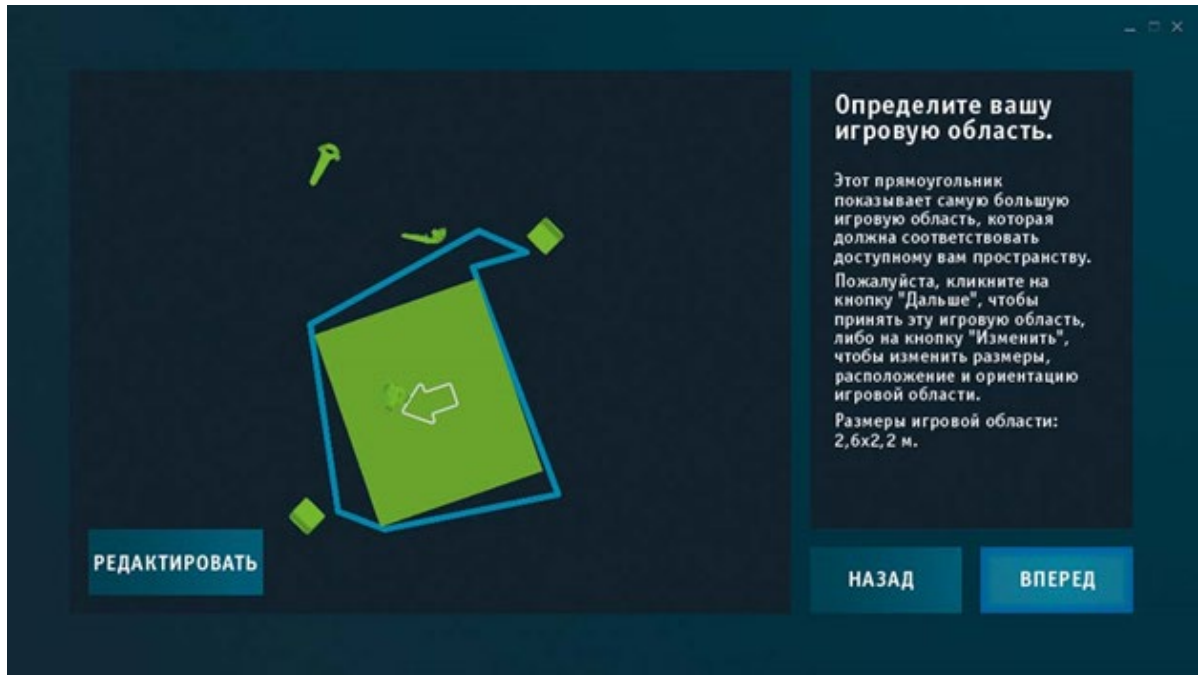 Определите вашу
игровую область.
Этот прямоугольник
показывает самую большую
игровую область, которая
должна соответствовать
доступному вам пространству.
Пожалуйста, кликните на
кнопку "Дальше", чтобы
принять эту игровую область,
либо на кнопку "Изменить",
чтобы изменить размеры,
расположение и ориентацию
игровой области.
Размеры игровой области:
2,6x2,2 м.
РЕДАКТИРОВАТЬ
НАЗАД
ВПЕРЕД